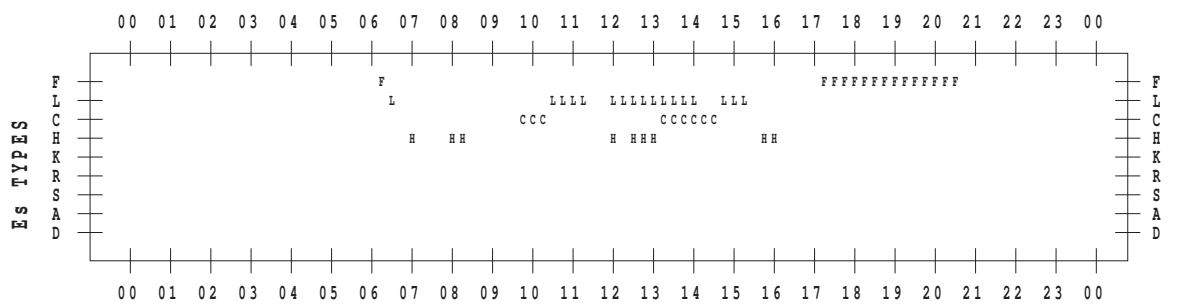 00 01 02 03 04 05 06 07 08 09 10 11 12 13 14 15 16 17 18 19 20 21 22 23 00
F F FFFFFFFFFFFFFF F
L L LLLL LLLLLLLLL LLL L
C CCC CCCCCC C
H H HH H HHH HH H
K K
R R
S S
A A
D D
Es TYPES
00 01 02 03 04 05 06 07 08 09 10 11 12 13 14 15 16 17 18 19 20 21 22 23 00